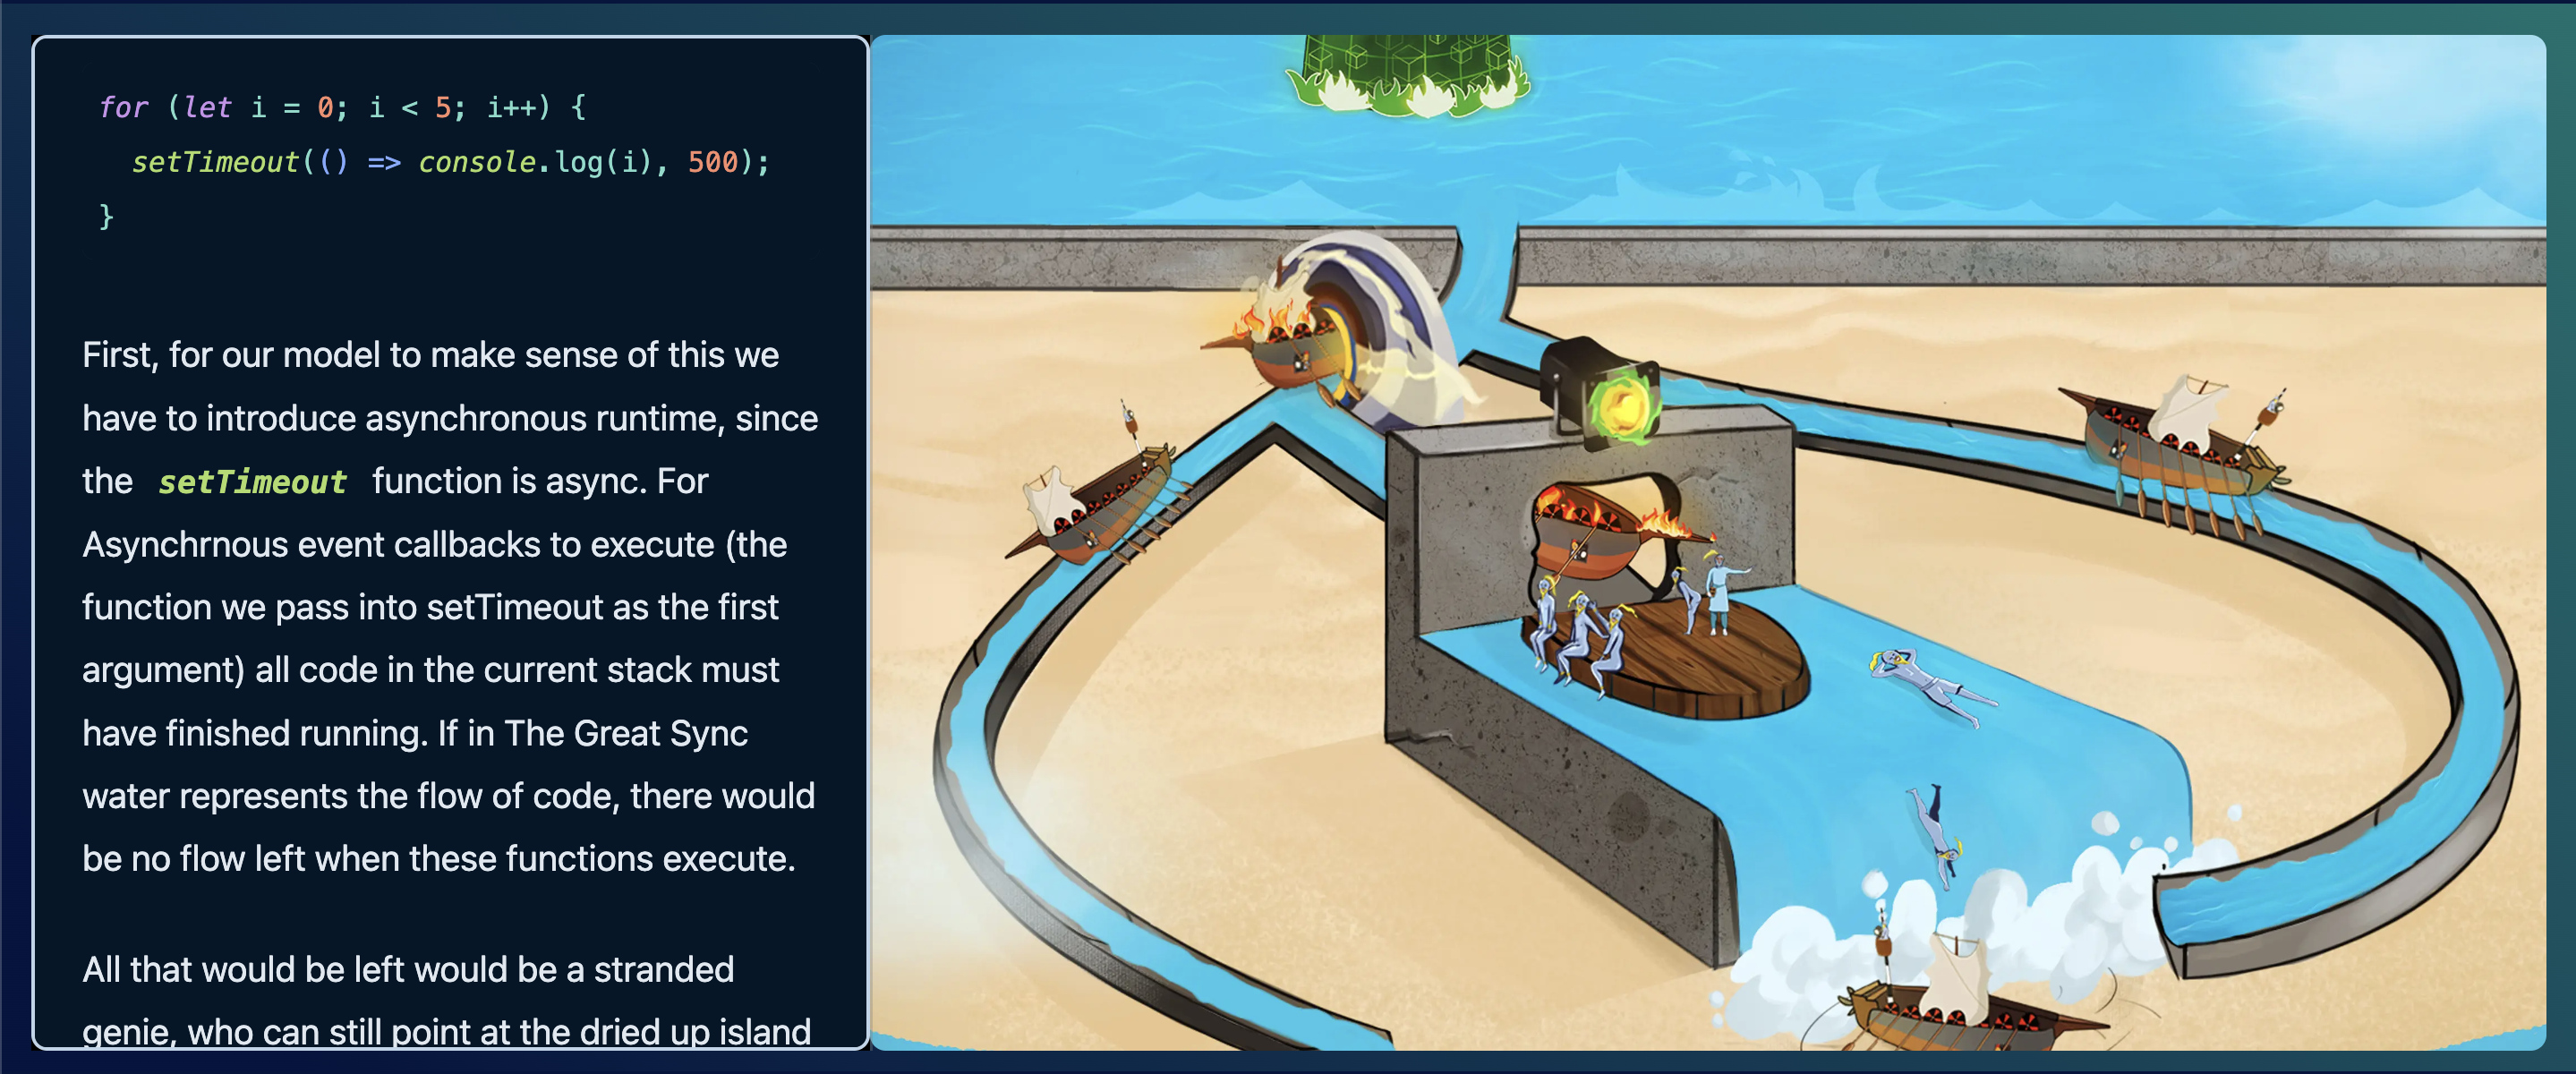 for (let i = 0; i < 5; i++) {
setTimeout(() => console.log(i), 500);
}
First, for our model to make sense of this we
have to introduce asynchronous runtime, since
the setTimeout function is async. For
Asynchrnous event callbacks to execute (the
function we pass into setTimeout as the first
argument) all code in the current stack must
have finished running. If in The Great Sync
water represents the flow of code, there would
be no flow left when these functions execute.
All that would be left would be a stranded
genie, who can still point at the dried up island